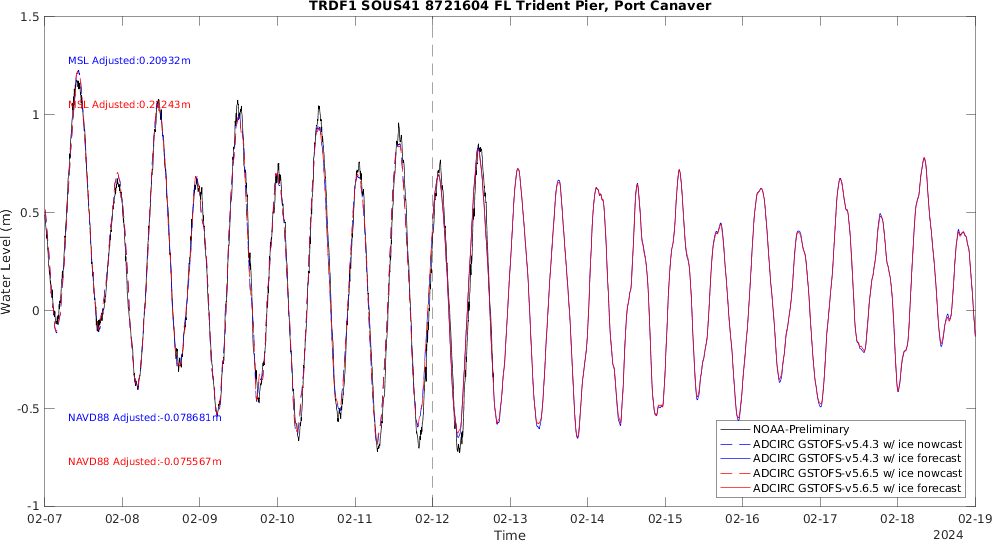 TRDF1 SOUS41 8721604 FL Trident Pier, Port Canaver
1.5
1
0.5
0
-0.5
-1
Water Level (m)
MSL Adjusted:0.20932m
MSL Adjusted:
NAVD88 Adjusted:-0.078681m
NAVD88 Adjusted:-0.075567m
NOAA-Preliminary
ADCIRC GSTOFS-v5.4.3 w/ ice nowcast
ADCIRC GSTOFS-v5.4.3 w/ ice forecast
ADCIRC GSTOFS-v5.6.5 w/ ice nowcast
ADCIRC GSTOFS-v5.6.5 w/ ice forecast
02-07 02-08 02-09 02-10 02-11 02-12 02-13 02-14 02-15 02-16 02-17 02-18 02-19
Time
2024